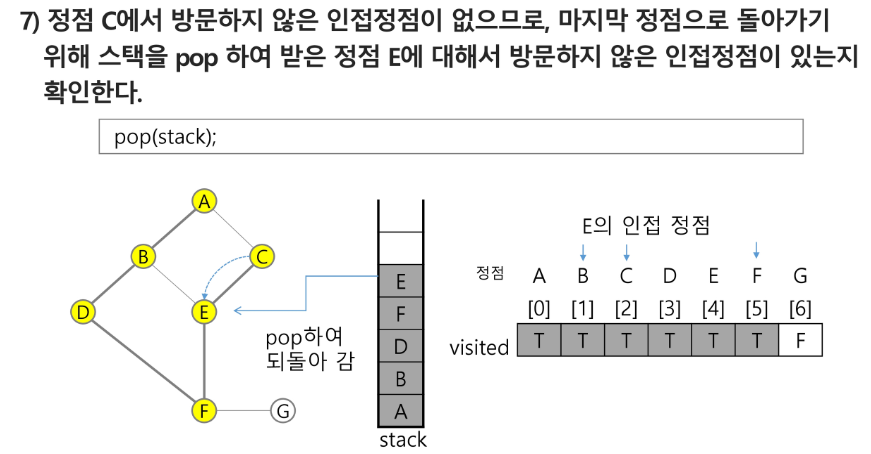 7) 정점 C에서 방문하지 않은 인접정점이 없으므로, 마지막 정점으로 돌아가기
위해 스택을 pop 하여 받은 정점 E에 대해서 방문하지 않은 인접정점이 있는지
확인한다.
pop(stack);
A
B
C
D
E
F
G
pop하여
되돌아 감
E
F
D
B
A
stack
E의 인접 정점
정점 A B C D E F G
[0] [1] [2] [3] [4] [5] [6]
visited T T T T T T F